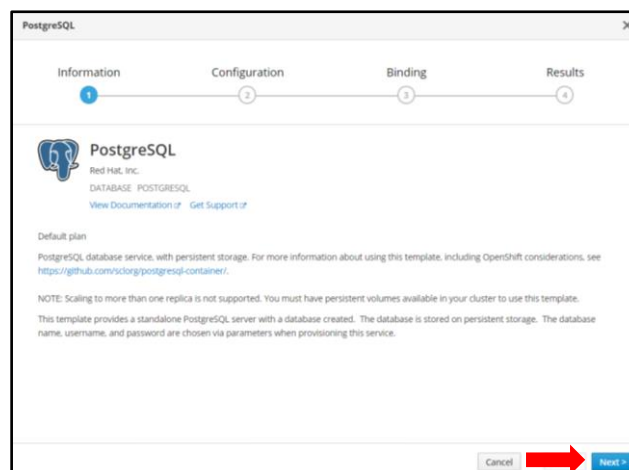 PostgreSQL ×
Information Configuration Binding Results
1 2 3 4
PostgreSQL
Red Hat, Inc.
DATABASE POSTGRESQL
View Documentation Get Support
Default plan
PostgreSQL database service, with persistent storage. For more information about using this template, including OpenShift considerations, see
https://github.com/sclorg/postgresql-container/.
NOTE: Scaling to more than one replica is not supported. You must have persistent volumes available in your cluster to use this template.
This template provides a standalone PostgreSQL server with a database created. The database is stored on persistent storage. The database
name, username, and password are chosen via parameters when provisioning this service.
Cancel Next >